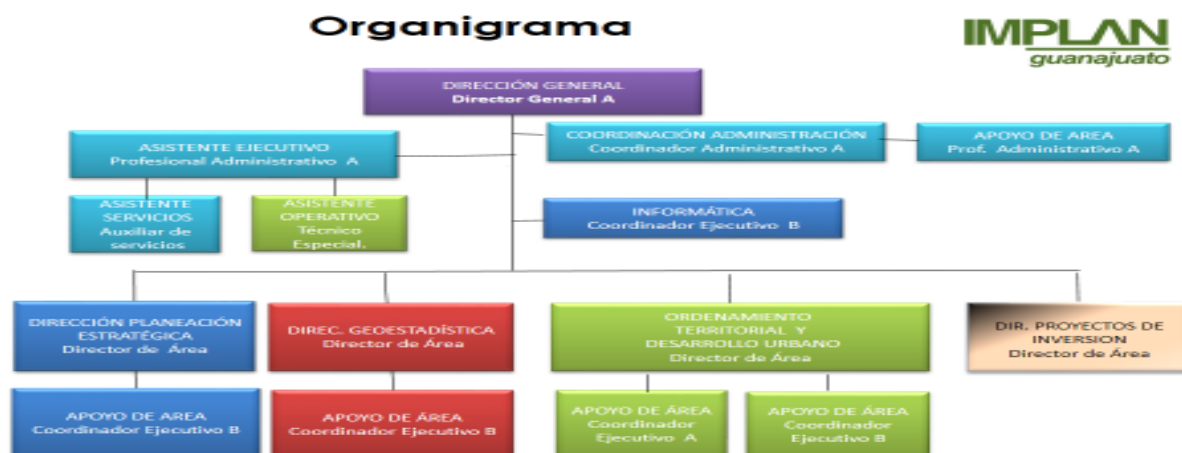 Organigrama
IMPLAN
guanajuato
DIRECCIÓN GENERAL
Director General A
ASISTENTE EJECUTIVO
Profesional Administrativo A
COORDINACIÓN ADMINISTRACIÓN
Coordinador Administrativo A
APOYO DE AREA
Prof. Administrativo A
ASISTENTE
SERVICIOS
Auxiliar de
servicios
ASISTENTE
OPERATIVO
Técnico
Especial.
INFORMÁTICA
Coordinador Ejecutivo B
DIRECCIÓN PLANEACIÓN
ESTRATÉGICA
Director de Área
DIREC. GEOESTADÍSTICA
Director de Área
ORDENAMIENTO
TERRITORIAL Y
DESARROLLO URBANO
Director de Área
DIR. PROYECTOS DE
INVERSION
Director de Área
APOYO DE AREA
Coordinador Ejecutivo B
APOYO DE ÁREA
Coordinador Ejecutivo B
APOYO DE ÁREA
Coordinador
Ejecutivo A
APOYO DE ÁREA
Coordinador
Ejecutivo B